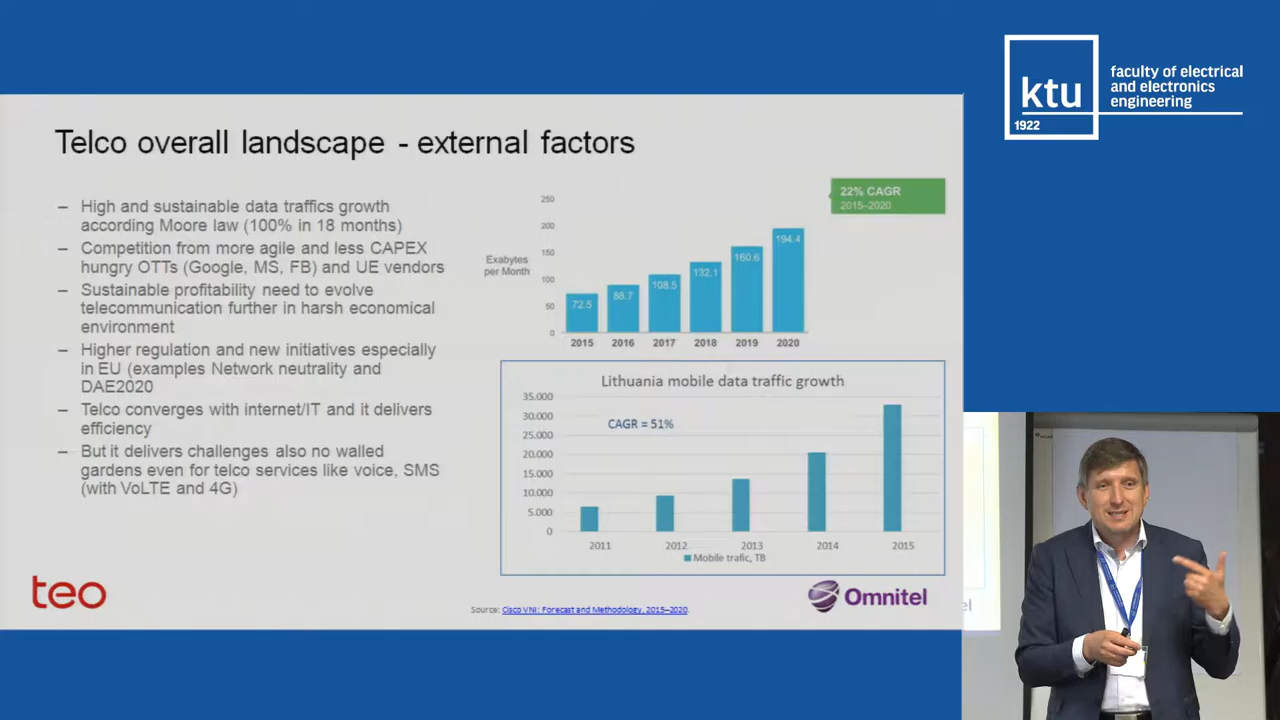 ktu
1922
faculty of electrical
and electronics
engineering
Telco overall landscape - external factors
– High and sustainable data traffics growth
according Moore law (100% in 18 months)
– Competition from more agile and less CAPEX
hungry OTTs (Google, MS, FB) and UE vendors
– Sustainable profitability need to evolve
telecommunication further in harsh economical
environment
– Higher regulation and new initiatives especially
in EU (examples Network neutrality and
DAE2020
– Telco converges with internet/IT and it delivers
efficiency
– But it delivers challenges also no walled
gardens even for telco services like voice, SMS
(with VoLTE and 4G)
22% CAGR
2015–2020
Exabytes
per Month
250
200
150
100
50
0
72.5
88.7
108.5
132.1
160.6
194.4
2015 2016 2017 2018 2019 2020
Lithuania mobile data traffic growth
CAGR = 51%
35.000
30.000
25.000
20.000
15.000
10.000
5.000
0
2011 2012 2013 2014 2015
Mobile trafic, TB
teo
Source: Cisco VNI: Forecast and Methodology, 2015–2020.
Omnitel
el